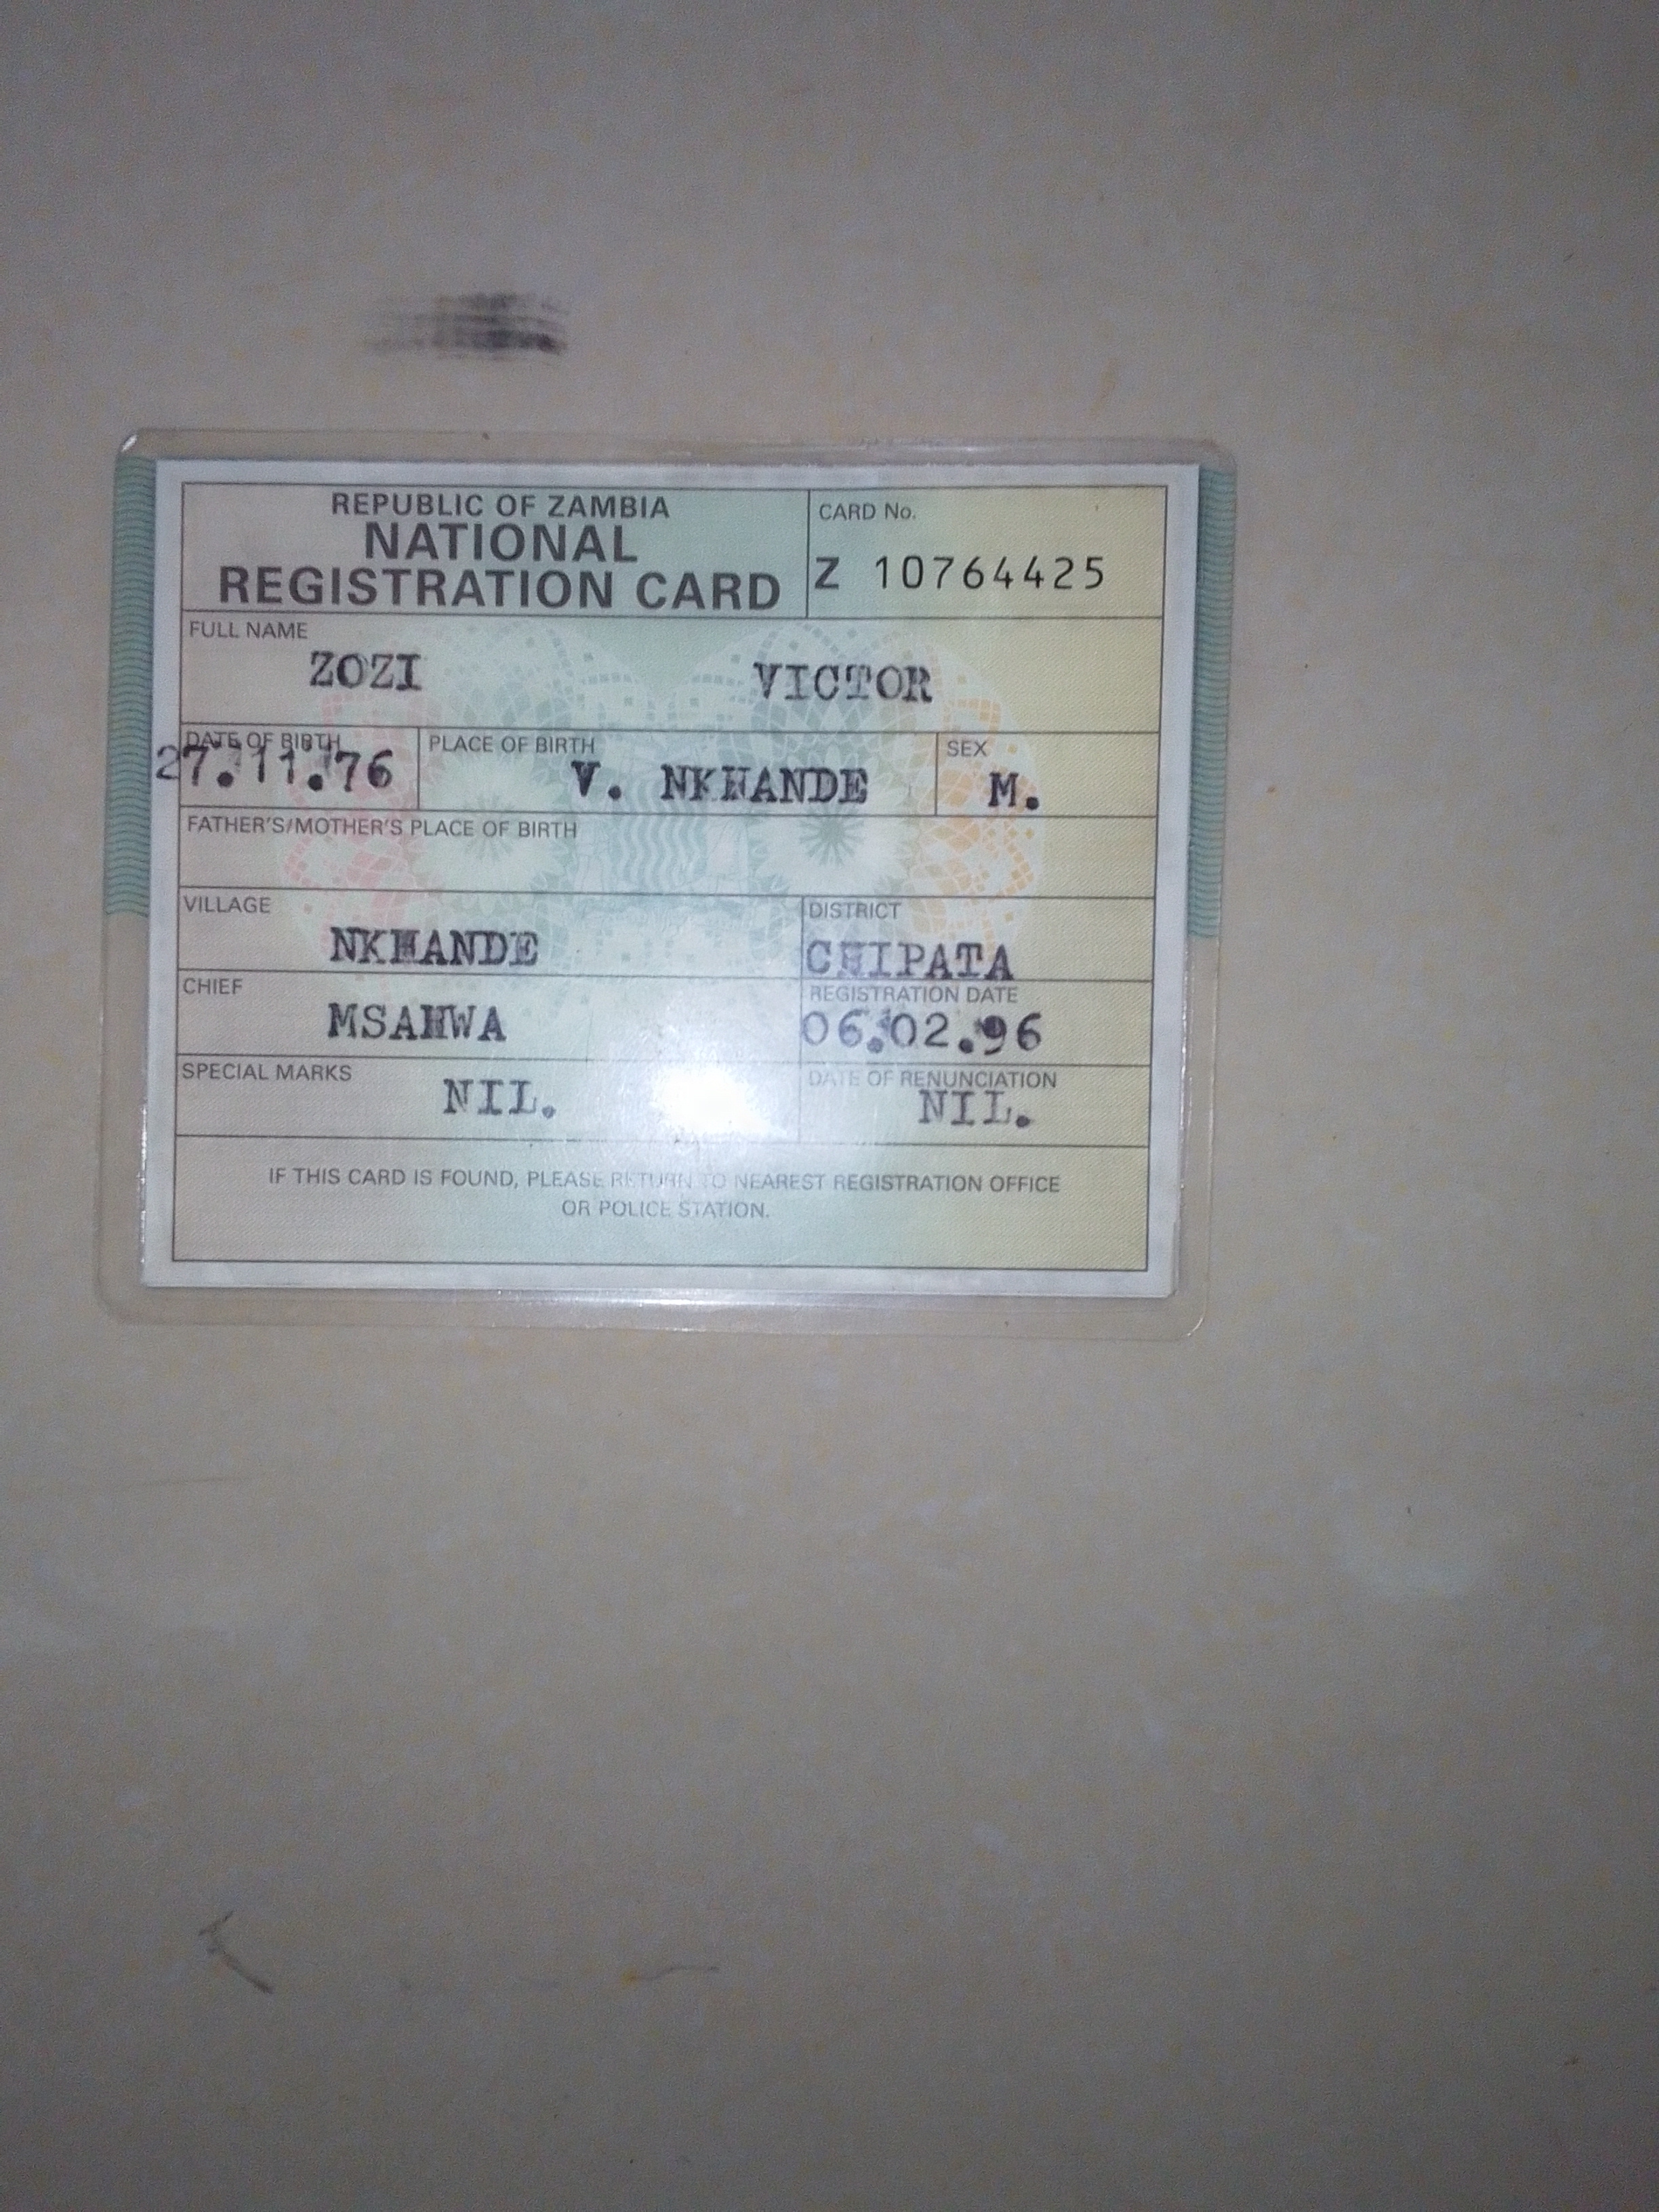 REPUBLIC OF ZAMBIA
NATIONAL
REGISTRATION CARD
CARD No.
Z 10764425
FULL NAME
ZOZI VICTOR
DATE OF BIRTH
27.11.76
PLACE OF BIRTH
V. NKHANDE
SEX
M.
FATHER'S/MOTHER'S PLACE OF BIRTH
VILLAGE
NKHANDE
DISTRICT
CHIPATA
CHIEF
MSAHWA
REGISTRATION DATE
06.02.96
SPECIAL MARKS
NIL.
DATE OF RENUNCIATION
NIL.
IF THIS CARD IS FOUND, PLEASE RETURN TO NEAREST REGISTRATION OFFICE
OR POLICE STATION.